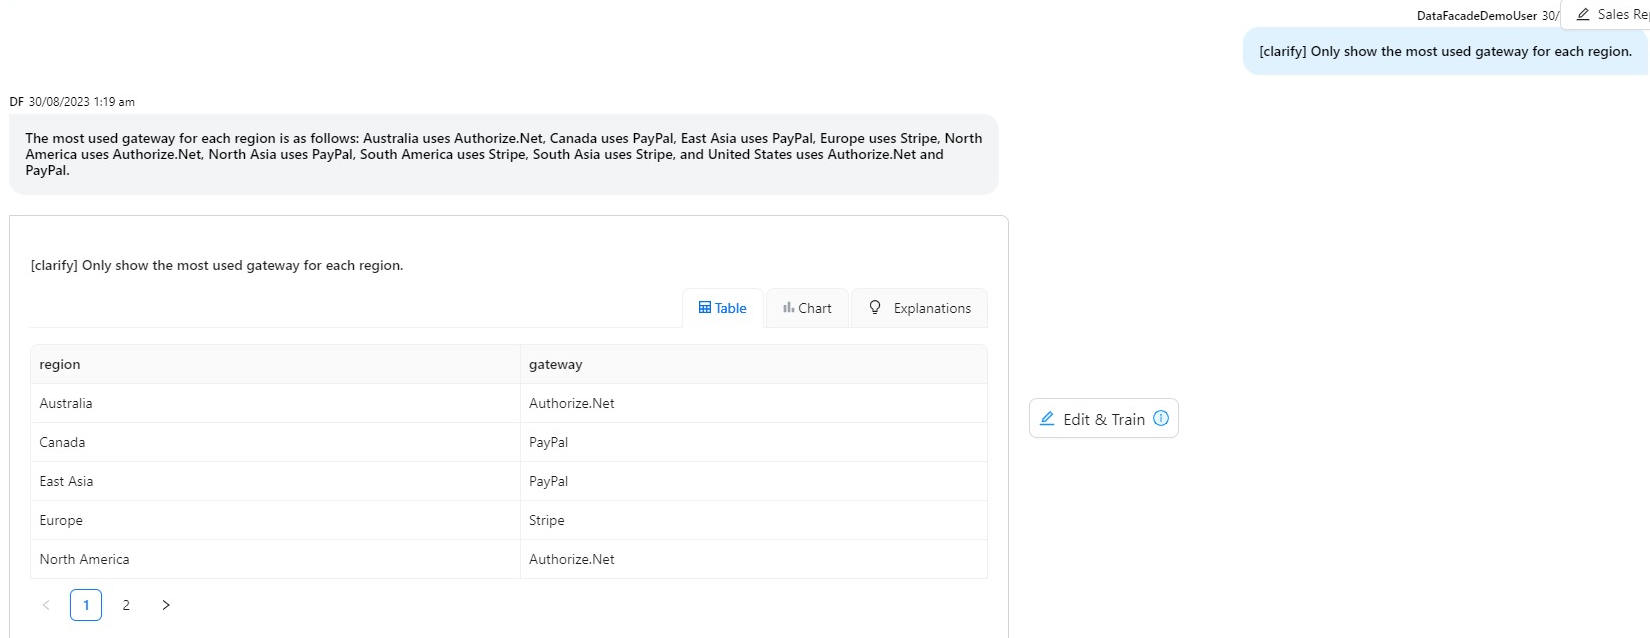 DataFacadeDemoUser 30/
Sales Re
[clarify] Only show the most used gateway for each region.
DF 30/08/2023 1:19 am
The most used gateway for each region is as follows: Australia uses Authorize.Net, Canada uses PayPal, East Asia uses PayPal, Europe uses Stripe, North
America uses Authorize.Net, North Asia uses PayPal, South America uses Stripe, South Asia uses Stripe, and United States uses Authorize.Net and
PayPal.
[clarify] Only show the most used gateway for each region.
Table Chart Explanations
region gateway
Australia Authorize.Net
Canada PayPal
East Asia PayPal
Europe Stripe
North America Authorize.Net
Edit & Train
< 1 2 >